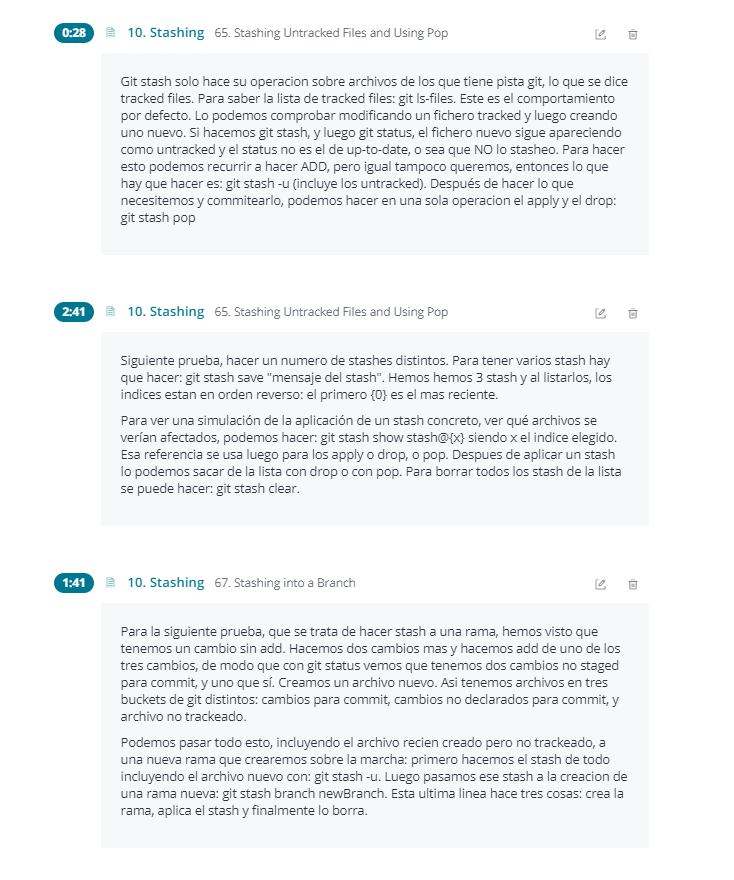 0:28 10. Stashing 65. Stashing Untracked Files and Using Pop
Git stash solo hace su operacion sobre archivos de los que tiene pista git, lo que se dice
tracked files. Para saber la lista de tracked files: git ls-files. Este es el comportamiento
por defecto. Lo podemos comprobar modificando un fichero tracked y luego creando
uno nuevo. Si hacemos git stash, y luego git status, el fichero nuevo sigue apareciendo
como untracked y el status no es el de up-to-date, o sea que NO lo stasheo. Para hacer
esto podemos recurrir a hacer ADD, pero igual tampoco queremos, entonces lo que
hay que hacer es: git stash -u (incluye los untracked). Después de hacer lo que
necesitemos y commitearlo, podemos hacer en una sola operacion el apply y el drop:
git stash pop
2:41 10. Stashing 65. Stashing Untracked Files and Using Pop
Siguiente prueba, hacer un numero de stashes distintos. Para tener varios stash hay
que hacer: git stash save "mensaje del stash". Hemos hemos 3 stash y al listarlos, los
indices estan en orden reverso: el primero {0} es el mas reciente.
Para ver una simulación de la aplicación de un stash concreto, ver qué archivos se
verían afectados, podemos hacer: git stash show stash@{x} siendo x el indice elegido.
Esa referencia se usa luego para los apply o drop, o pop. Despues de aplicar un stash
lo podemos sacar de la lista con drop o con pop. Para borrar todos los stash de la lista
se puede hacer: git stash clear.
1:41 10. Stashing 67. Stashing into a Branch
Para la siguiente prueba, que se trata de hacer stash a una rama, hemos visto que
tenemos un cambio sin add. Hacemos dos cambios mas y hacemos add de uno de los
tres cambios, de modo que con git status vemos que tenemos dos cambios no staged
para commit, y uno que sí. Creamos un archivo nuevo. Asi tenemos archivos en tres
buckets de git distintos: cambios para commit, cambios no declarados para commit, y
archivo no trackeado.
Podemos pasar todo esto, incluyendo el archivo recien creado pero no trackeado, a
una nueva rama que crearemos sobre la marcha: primero hacemos el stash de todo
incluyendo el archivo nuevo con: git stash -u. Luego pasamos ese stash a la creacion de
una rama nueva: git stash branch newBranch. Esta ultima linea hace tres cosas: crea la
rama, aplica el stash y finalmente lo borra.